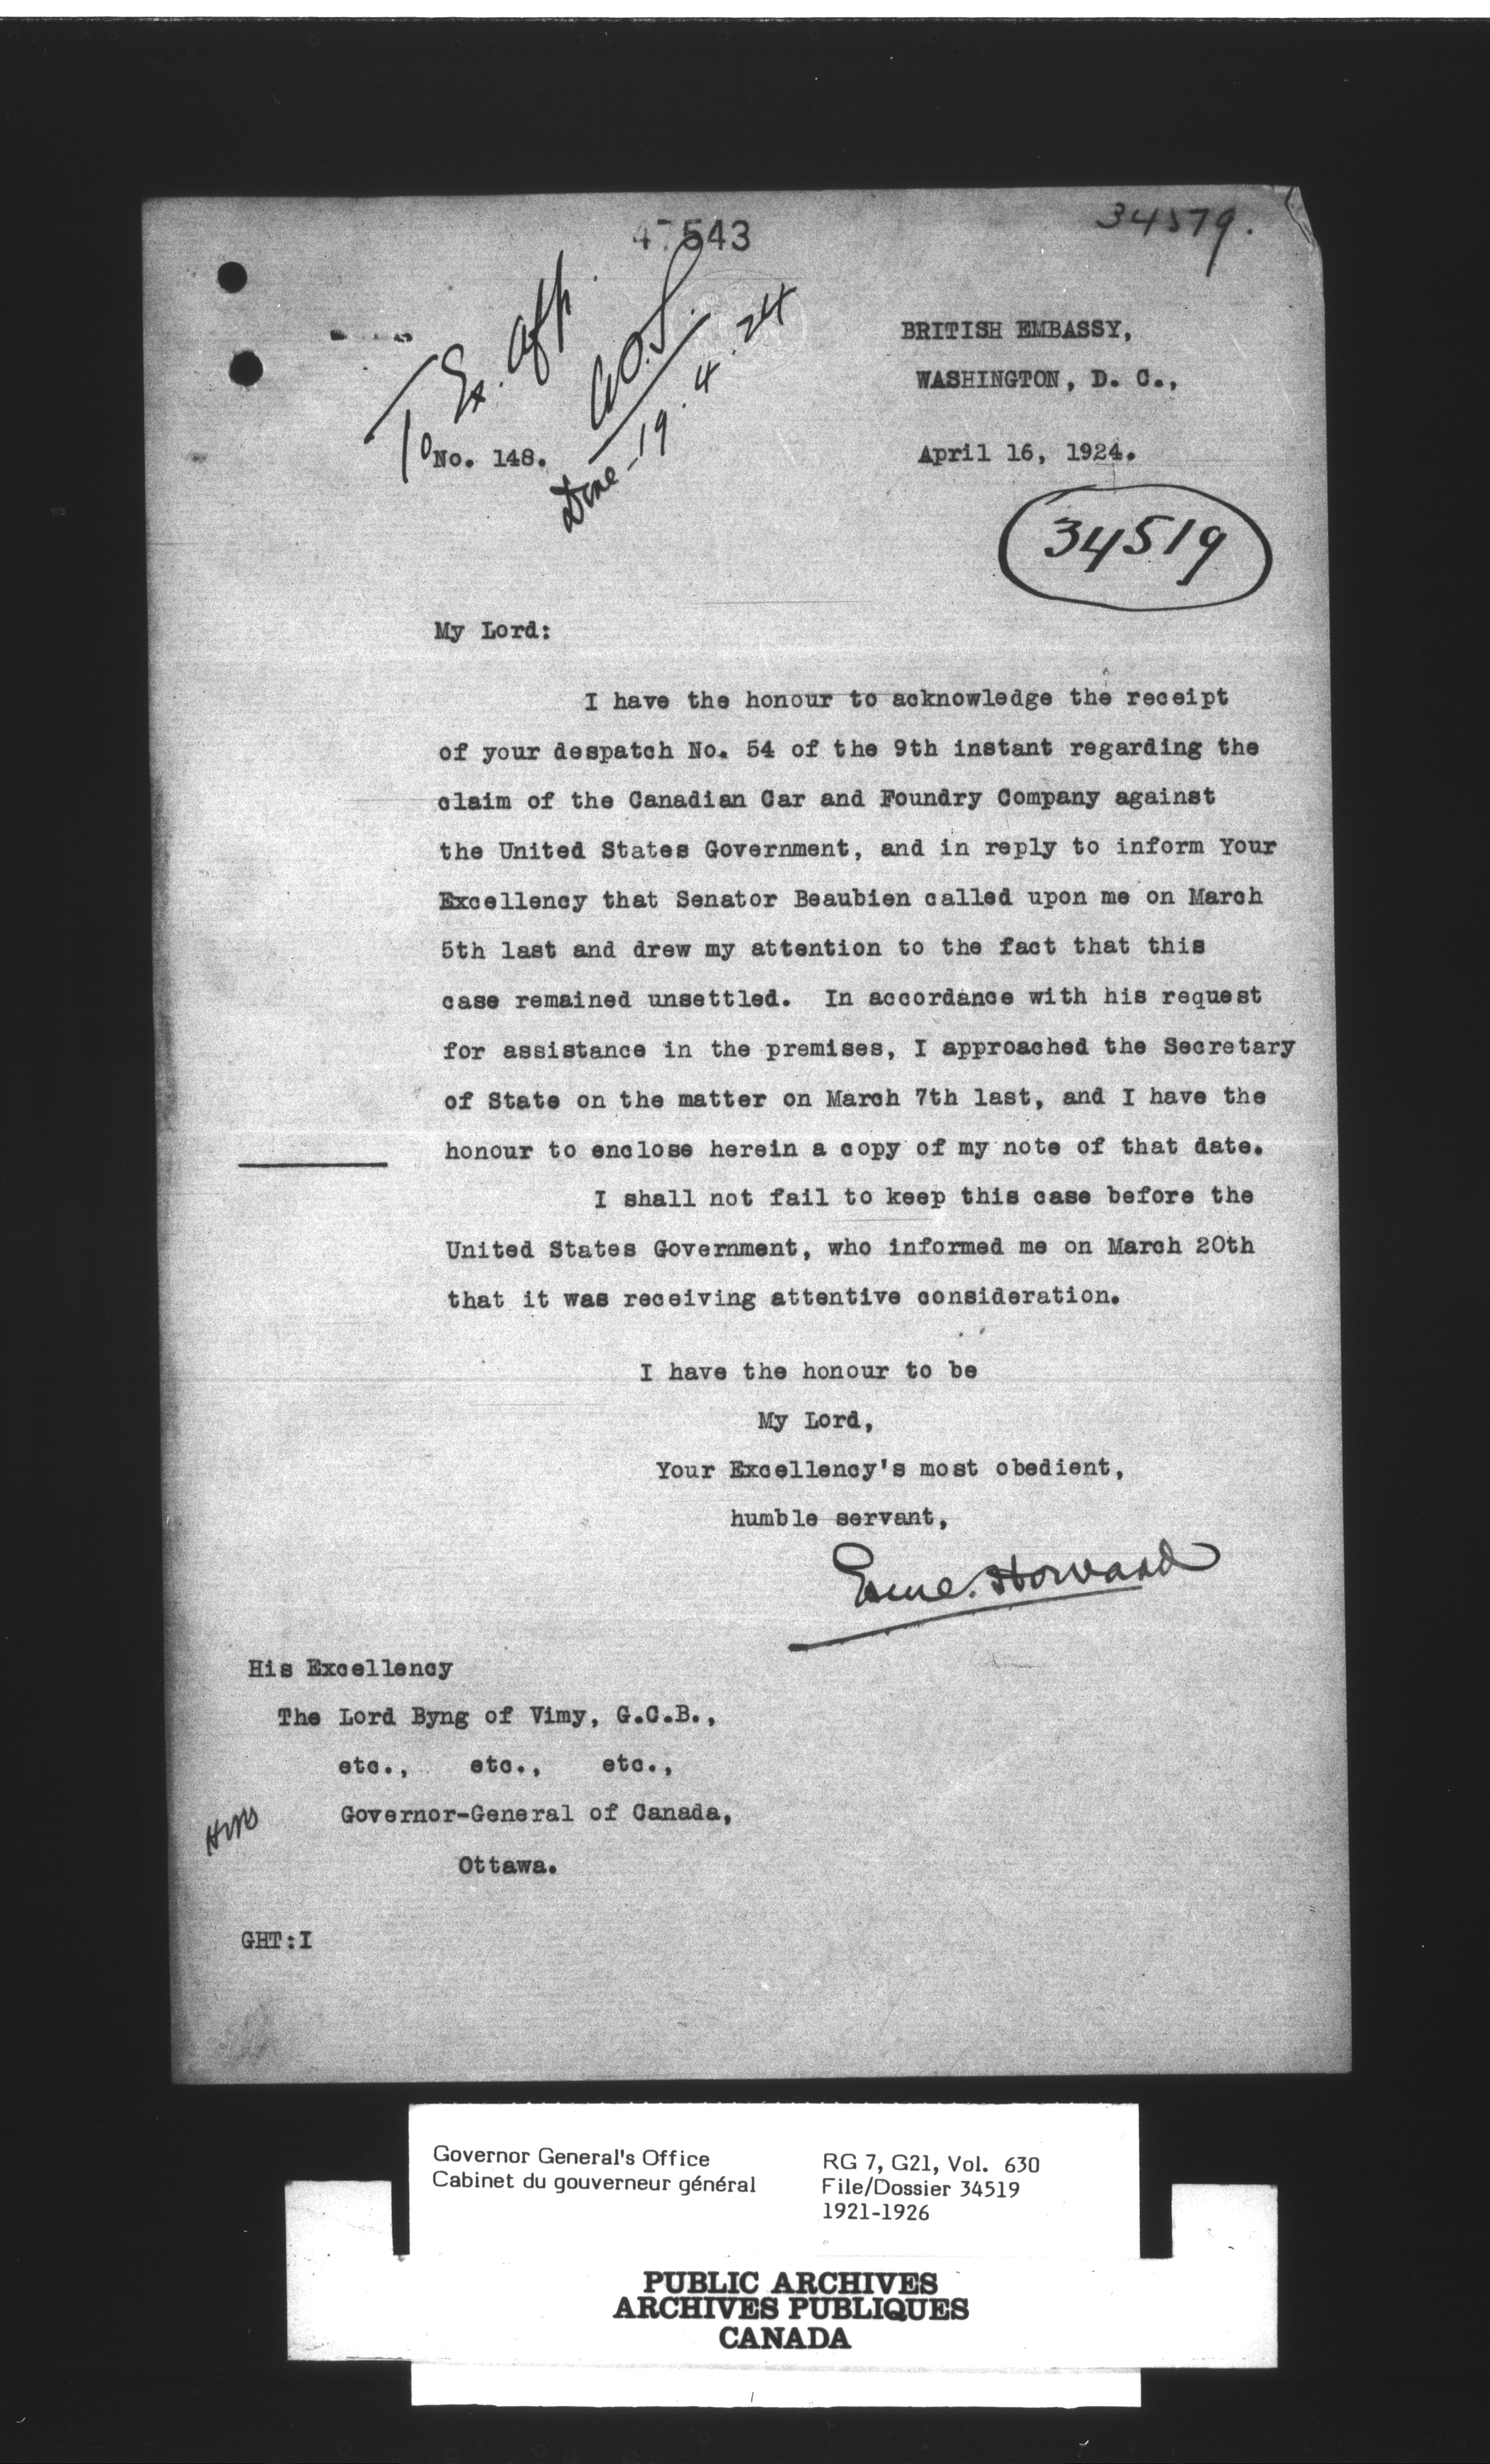 47543
34519.
To Ex. Aff.
Done - 19.4.24
BRITISH EMBASSY,
WASHINGTON, D. C.,
No. 148.
April 16, 1924.
34519
My Lord:
I have the honour to acknowledge the receipt
of your despatch No. 54 of the 9th instant regarding the
claim of the Canadian Car and Foundry Company against
the United States Government, and in reply to inform Your
Excellency that Senator Beaubien called upon me on March
5th last and drew my attention to the fact that this
case remained unsettled. In accordance with his request
for assistance in the premises, I approached the Secretary
of State on the matter on March 7th last, and I have the
honour to enclose herein a copy of my note of that date.
I shall not fail to keep this case before the
United States Government, who informed me on March 20th
that it was receiving attentive consideration.
I have the honour to be
My Lord,
Your Excellency's most obedient,
humble servant,
Esme. Howard
His Excellency
The Lord Byng of Vimy, G.C.B.,
etc., etc., etc.,
Governor-General of Canada,
Ottawa.
GHT:I
Governor General's Office
Cabinet du gouverneur général
RG 7, G21, Vol. 630
File/Dossier 34519
1921-1926
PUBLIC ARCHIVES
ARCHIVES PUBLIQUES
CANADA